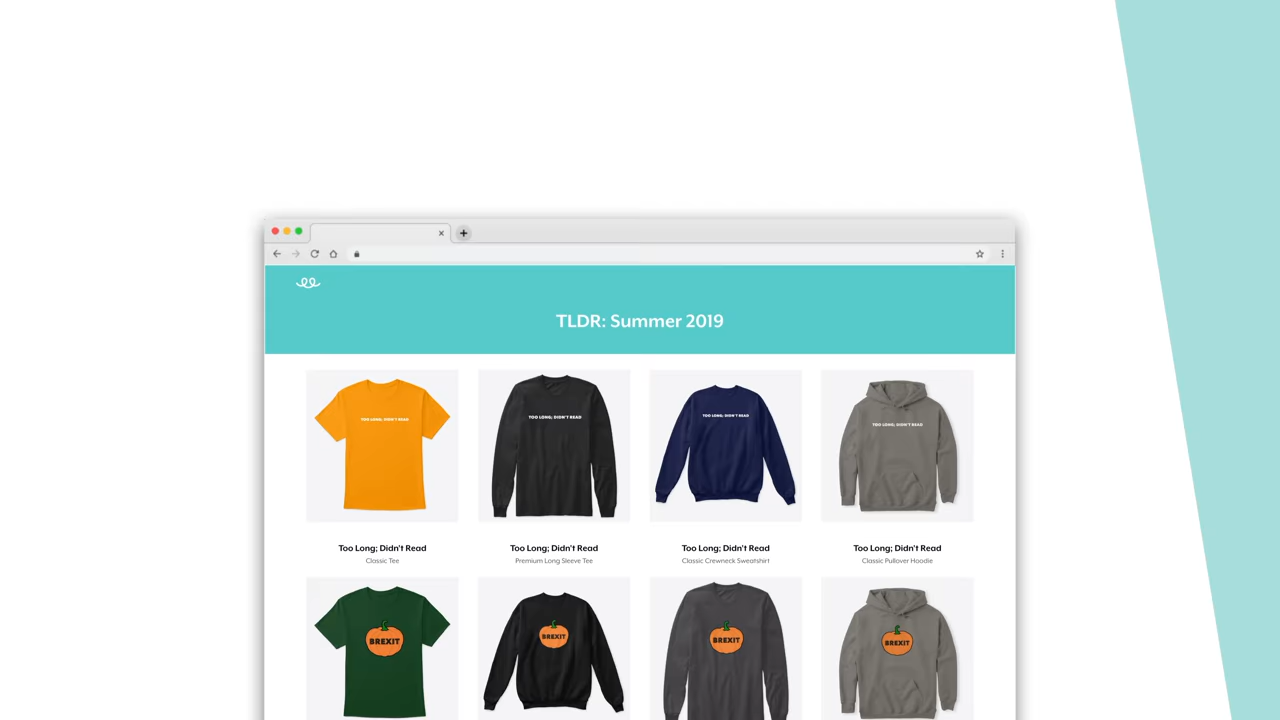 TLDR: Summer 2019
TOO LONG; DIDN'T READ
TOO LONG; DIDN'T READ
TOO LONG; DIDN'T READ
TOO LONG; DIDN'T READ
Too Long; Didn't Read
Too Long; Didn't Read
Too Long; Didn't Read
Too Long; Didn't Read
Classic Tee
Premium Long Sleeve Tee
Classic Crewneck Sweatshirt
Classic Pullover Hoodie
BREXIT
BREXIT
BREXIT
BREXIT